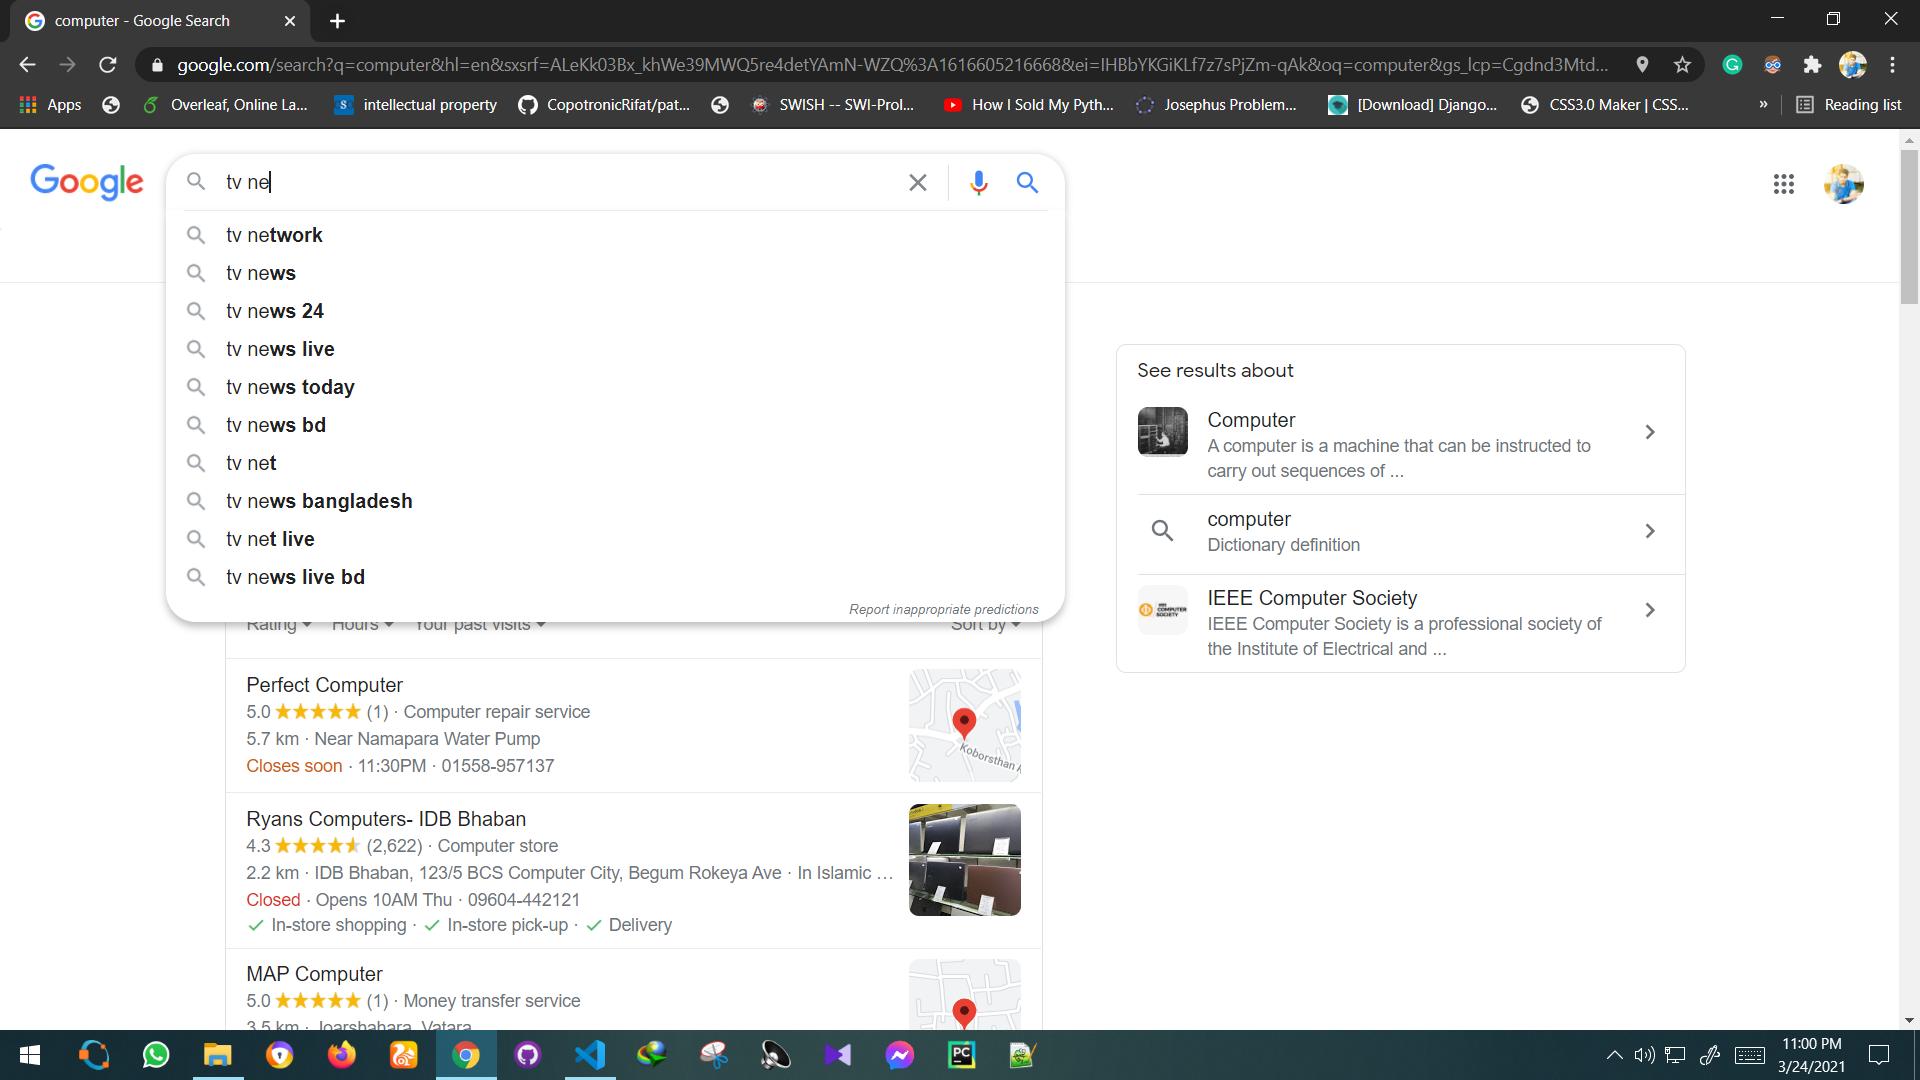 computer - Google Search
google.com/search?q=computer&hl=en&sxsrf=ALeKk03Bx_khWe39MWQ5re4detYAmN-WZQ%3A1616605216668&ei=IHBbYKGiKLf7z7sPjZm-qAk&oq=computer&gs_lcp=Cgdnd3Mtd...
Apps Overleaf, Online La... intellectual property CopotronicRifat/pat... SWISH -- SWI-Prol... How I Sold My Pyth... Josephus Problem... [Download] Django... CSS3.0 Maker | CSS... » Reading list
Google tv ne
tv network
tv news
tv news 24
tv news live
tv news today
tv news bd
tv net
tv news bangladesh
tv net live
tv news live bd
Report inappropriate predictions
Rating Hours Your past visits Sort by
Perfect Computer
5.0 (1) · Computer repair service
5.7 km · Near Namapara Water Pump
Closes soon · 11:30PM · 01558-957137
Koborsthan
Ryans Computers- IDB Bhaban
4.3 (2,622) · Computer store
2.2 km · IDB Bhaban, 123/5 BCS Computer City, Begum Rokeya Ave · In Islamic ...
Closed · Opens 10AM Thu · 09604-442121
In-store shopping · In-store pick-up · Delivery
MAP Computer
5.0 (1) · Money transfer service
3.5 km · Joarshahara, Vatara
See results about
Computer
A computer is a machine that can be instructed to
carry out sequences of ...
computer
Dictionary definition
IEEE Computer Society
IEEE Computer Society is a professional society of
the Institute of Electrical and ...
COMPUTER
SOCIETY
PC
11:00 PM
3/24/2021